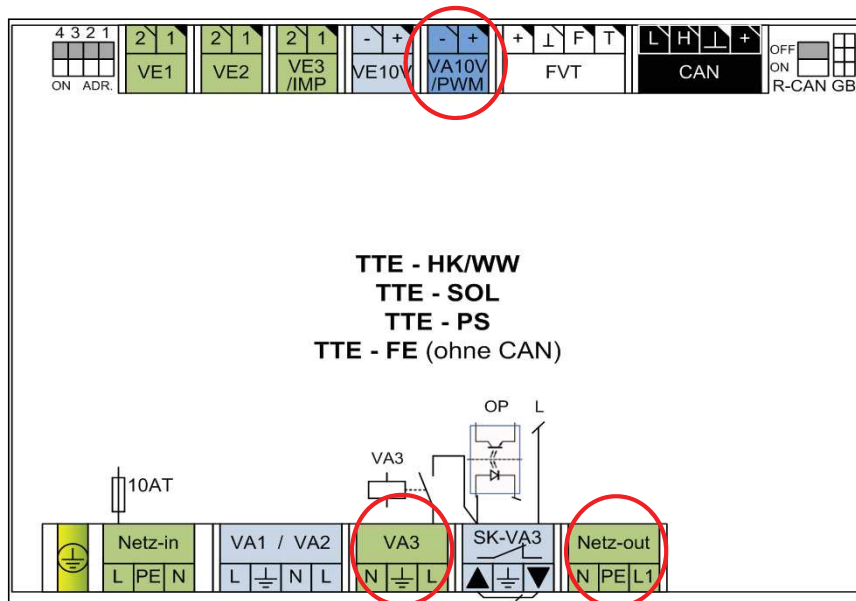 4 3 2 1
ON ADR.
2 1
VE1
2 1
VE2
2 1
VE3
/IMP
- +
VE10V
- +
VA10V
/PWM
+ ⊥ F T
FVT
L H ⊥ +
CAN
OFF
ON
R-CAN GB
TTE - HK/WW
TTE - SOL
TTE - PS
TTE - FE (ohne CAN)
OP L
VA3
10AT
Netz-in
L PE N
VA1 / VA2
L ⏚ N L
VA3
N ⏚ L
SK-VA3
▲ ⏚ ▼
Netz-out
N PE L1